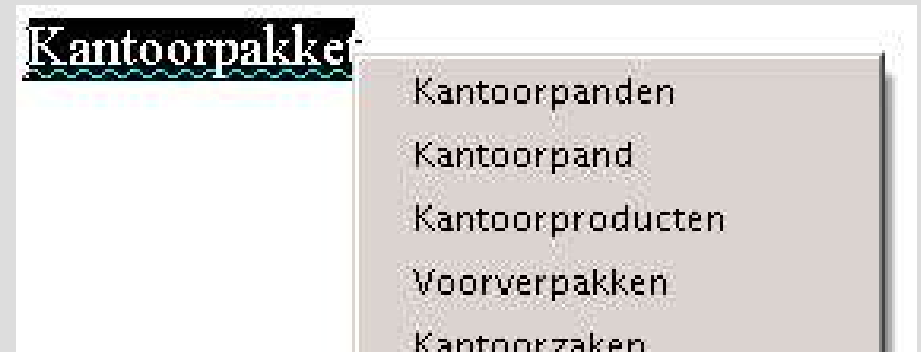 Kantoorpakket
Kantoorpanden
Kantoorpand
Kantoorproducten
Voorverpakken
Kantoorzaken